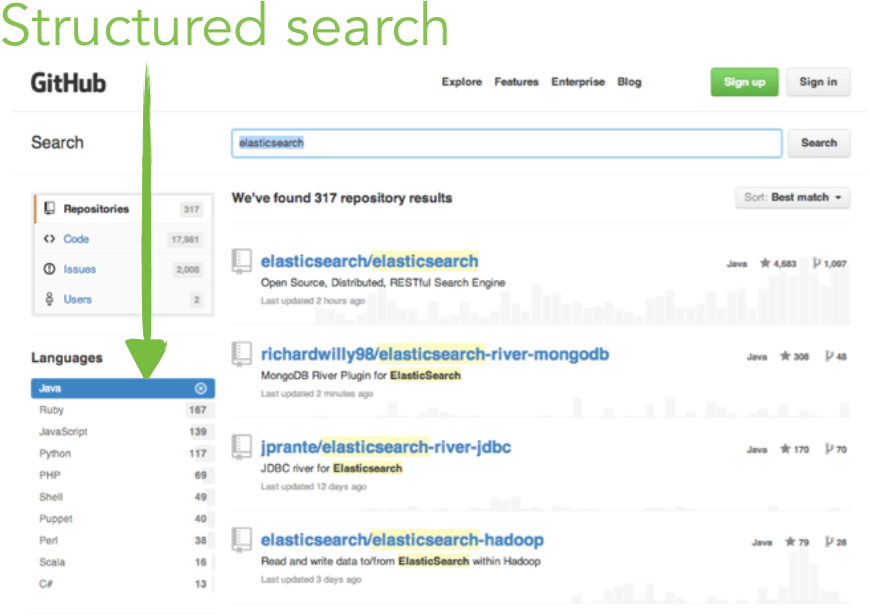 Structured search
GitHub
Explore Features Enterprise Blog
Sign up
Sign in
Search
elasticsearch
Search
Repositories 317
Code 17,981
Issues 2,008
Users 2
Languages
Java
Ruby 167
JavaScript 139
Python 117
PHP 69
Shell 49
Puppet 40
Perl 38
Scala 16
C# 13
We've found 317 repository results
Sort: Best match
elasticsearch/elasticsearch
Java 4,683 1,097
Open Source, Distributed, RESTful Search Engine
Last updated 2 hours ago
richardwilly98/elasticsearch-river-mongodb
Java 308 48
MongoDB River Plugin for ElasticSearch
Last updated 2 minutes ago
jprante/elasticsearch-river-jdbc
Java 170 70
JDBC river for Elasticsearch
Last updated 12 days ago
elasticsearch/elasticsearch-hadoop
Java 79 28
Read and write data to/from ElasticSearch within Hadoop
Last updated 3 days ago